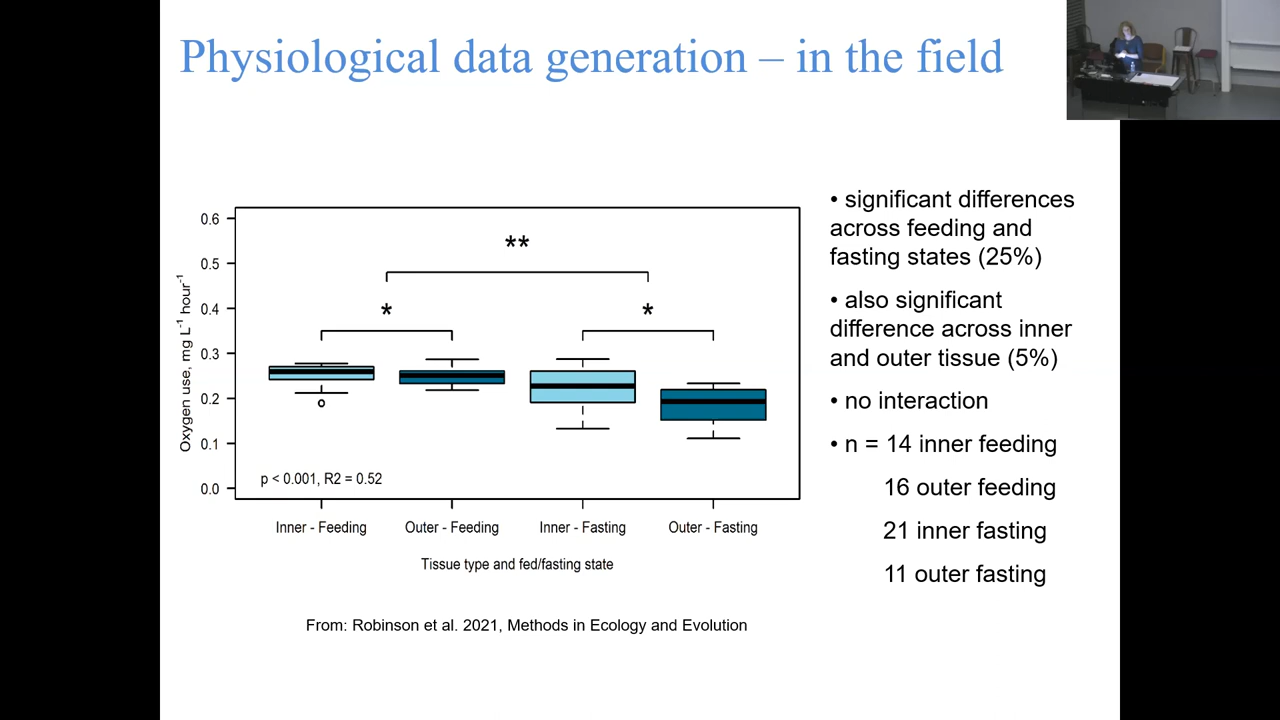 Physiological data generation – in the field
0.6
0.5
0.4
0.3
0.2
0.1
0.0
Oxygen use, mg L-1 hour-1
**
*
*
p < 0.001, R2 = 0.52
Inner - Feeding
Outer - Feeding
Inner - Fasting
Outer - Fasting
Tissue type and fed/fasting state
• significant differences
across feeding and
fasting states (25%)
• also significant
difference across inner
and outer tissue (5%)
• no interaction
• n = 14 inner feeding
16 outer feeding
21 inner fasting
11 outer fasting
From: Robinson et al. 2021, Methods in Ecology and Evolution